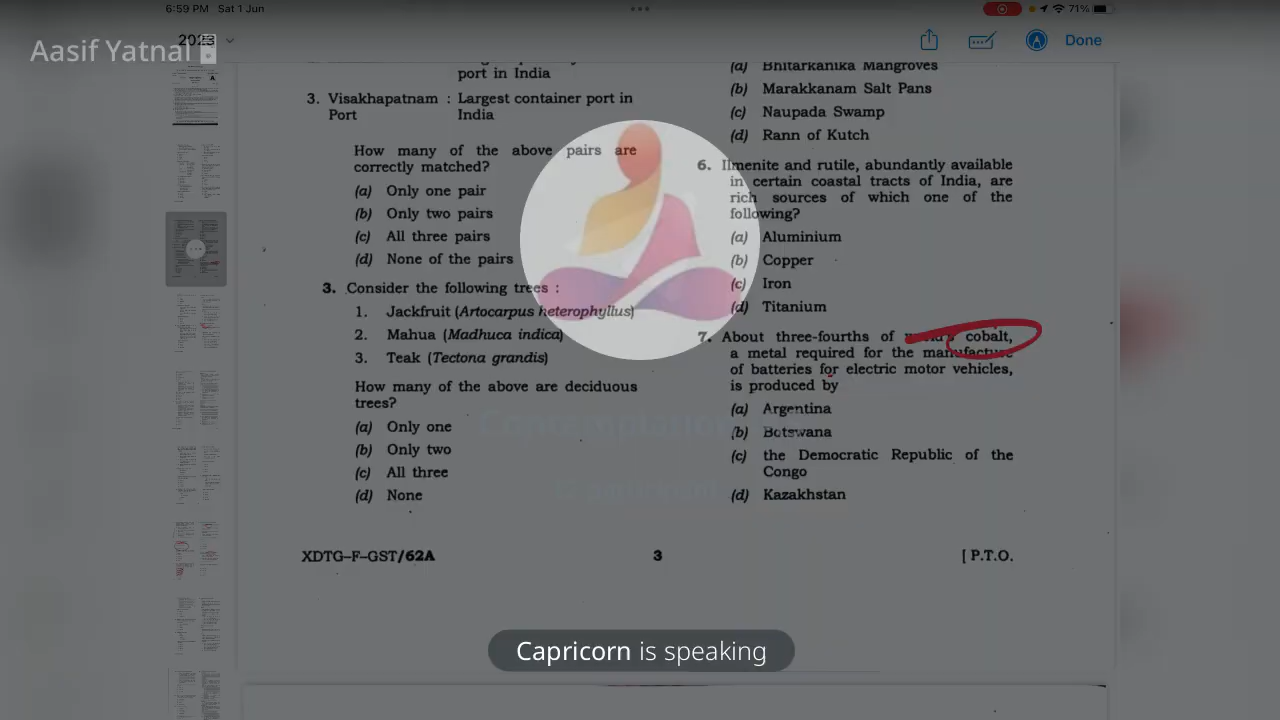 6:59 PM Sat 1 Jun
71%
Aasif Yatnal
2023
Done
port in India
3. Visakhapatnam : Largest container port in
Port India
How many of the above pairs are
correctly matched?
(a) Only one pair
(b) Only two pairs
(c) All three pairs
(d) None of the pairs
3. Consider the following trees :
1. Jackfruit (Artocarpus heterophyllus)
2. Mahua (Madhuca indica)
3. Teak (Tectona grandis)
How many of the above are deciduous
trees?
(a) Only one
(b) Only two
(c) All three
(d) None
(a) Bhitarkanika Mangroves
(b) Marakkanam Salt Pans
(c) Naupada Swamp
(d) Rann of Kutch
6. Ilmenite and rutile, abundantly available
in certain coastal tracts of India, are
rich sources of which one of the
following?
(a) Aluminium
(b) Copper
(c) Iron
(d) Titanium
7. About three-fourths of cobalt,
a metal required for the manufacture
of batteries for electric motor vehicles,
is produced by
(a) Argentina
(b) Botswana
(c) the Democratic Republic of the
Congo
(d) Kazakhstan
XDTG-F-GST/62A
3
[ P.T.O.
Capricorn is speaking